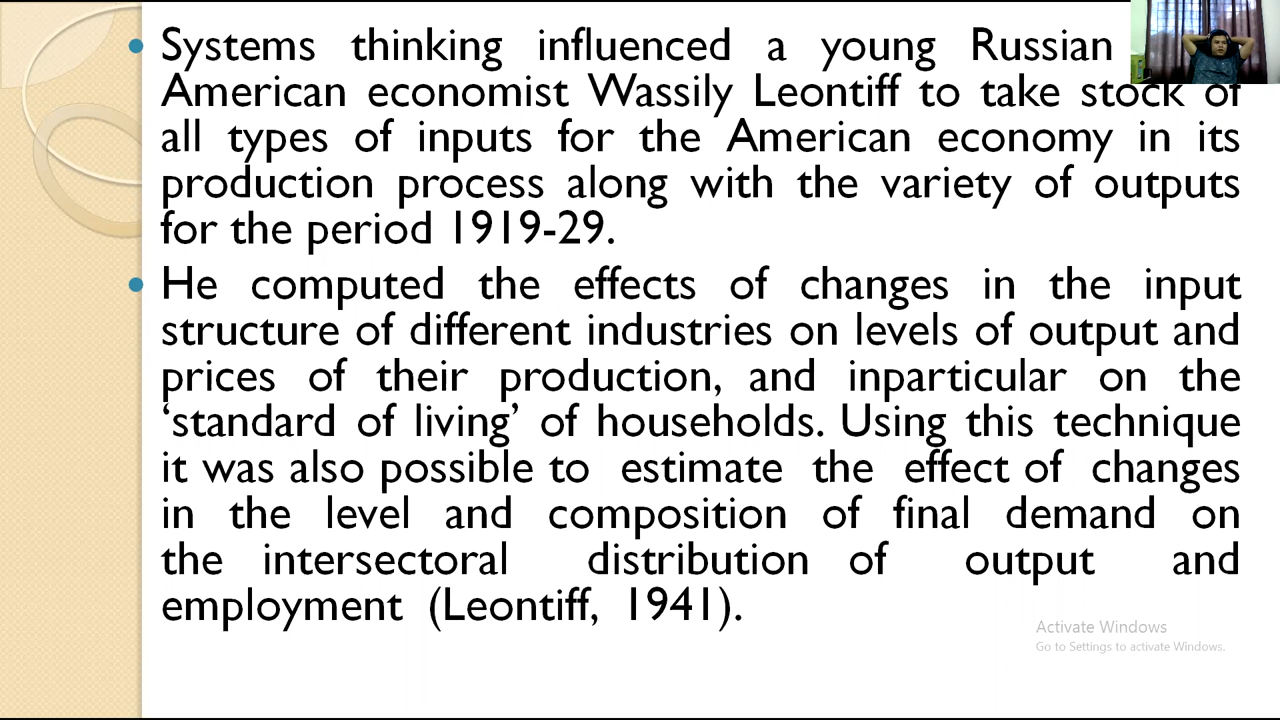 Systems thinking influenced a young Russian
American economist Wassily Leontiff to take stock of
all types of inputs for the American economy in its
production process along with the variety of outputs
for the period 1919-29.
He computed the effects of changes in the input
structure of different industries on levels of output and
prices of their production, and inparticular on the
‘standard of living’ of households. Using this technique
it was also possible to estimate the effect of changes
in the level and composition of final demand on
the intersectoral distribution of output and
employment (Leontiff, 1941).
Activate Windows
Go to Settings to activate Windows.